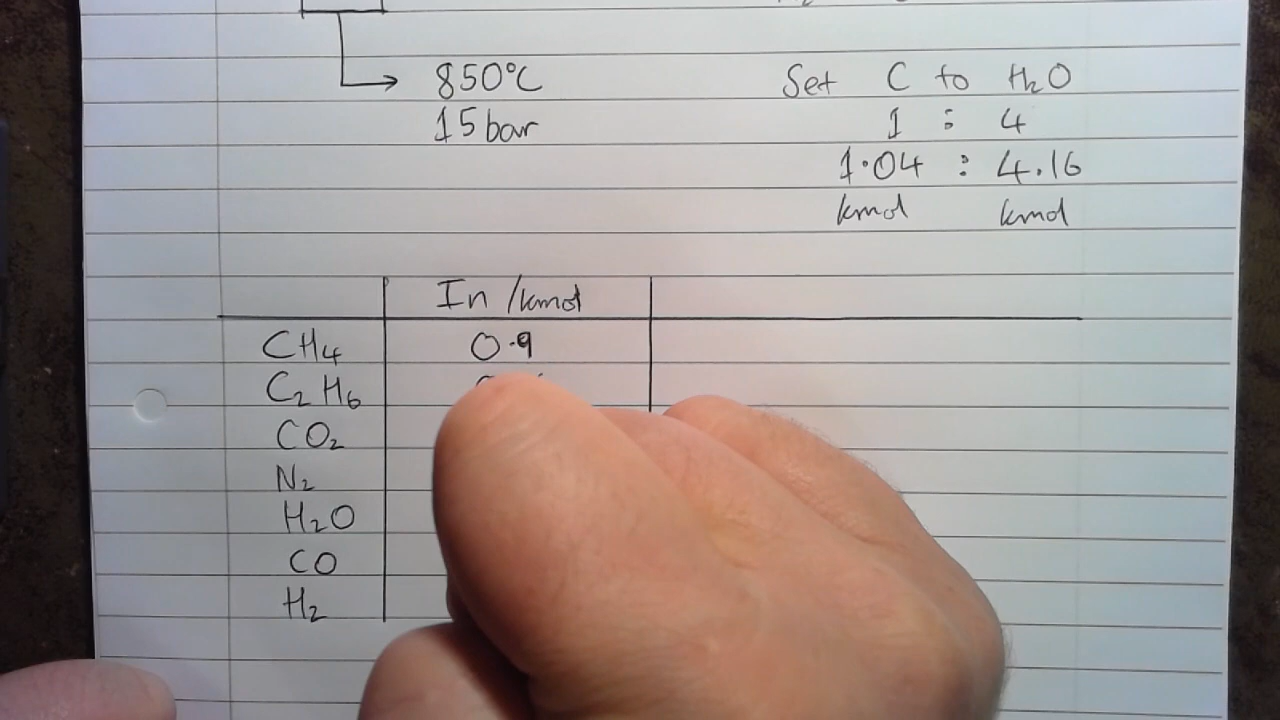 850°C
15 bar
Set C to H₂O
1 : 4
1.04 : 4.16
kmol kmol
In /kmol
CH₄ 0.9
C₂H₆
CO₂
N₂
H₂O
CO
H₂